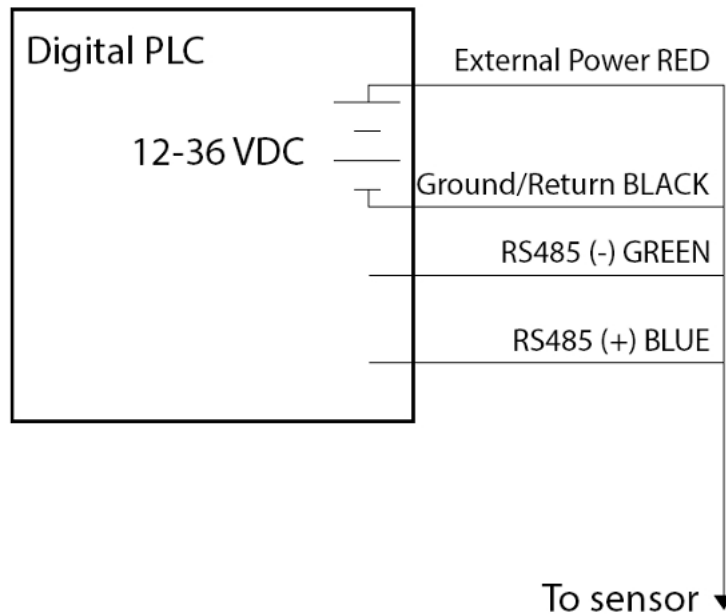 Digital PLC
External Power RED
12-36 VDC
Ground/Return BLACK
RS485 (-) GREEN
RS485 (+) BLUE
To sensor